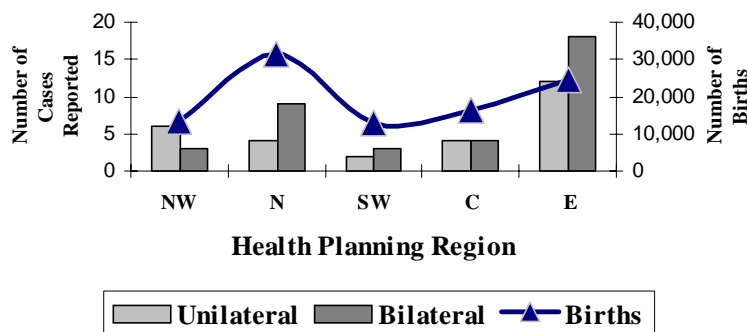 Number of
Cases
Reported
20
15
10
5
0
40,000
30,000
20,000
10,000
0
Number of
Births
NW N SW C E
Health Planning Region
Unilateral Bilateral Births